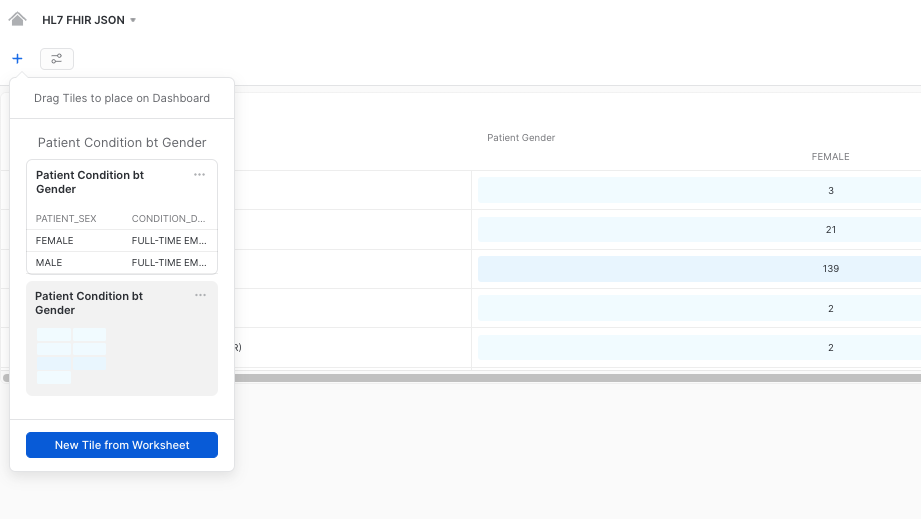 HL7 FHIR JSON
Drag Tiles to place on Dashboard
Patient Condition bt Gender
Patient Condition bt
Gender
PATIENT_SEX CONDITION_D...
FEMALE FULL-TIME EM...
MALE FULL-TIME EM...
Patient Condition bt
Gender
New Tile from Worksheet
Patient Gender
FEMALE
3
21
139
2
R) 2